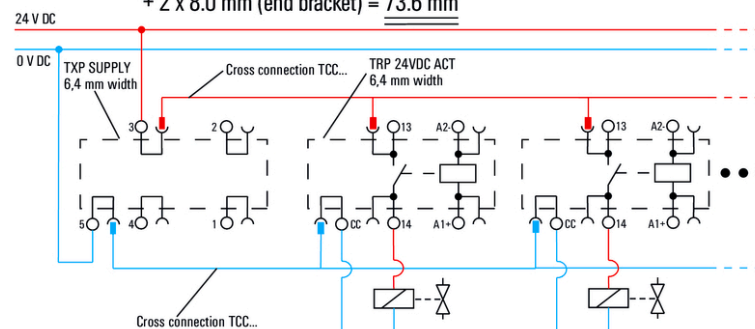 + 2 x 8.0 mm (end bracket) = 73.6 mm
24 V DC
0 V DC
TXP SUPPLY
6,4 mm width
Cross connection TCC...
TRP 24VDC ACT
6,4 mm width
3 2 13 A2- 13 A2-
5 4 1 CC 14 A1+ CC 14 A1+
Cross connection TCC...